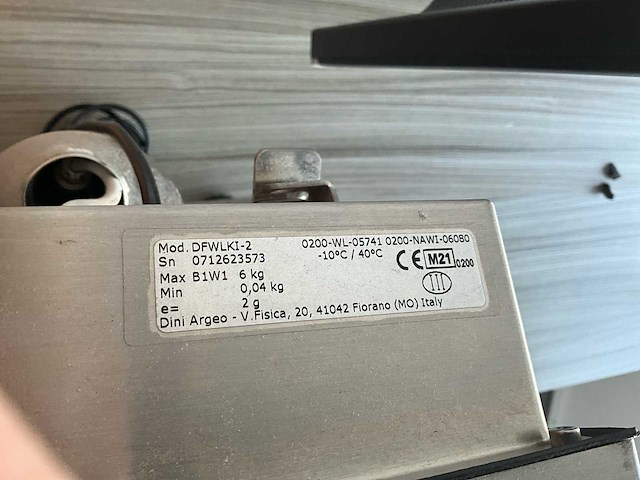 Mod. DFWLKI-2 0200-WL-05741 0200-NAWI-06080
Sn 0712623573 -10°C / 40°C
Max B1W1 6 kg CE M21 0200
Min 0,04 kg III
e= 2 g
Dini Argeo - V.Fisica, 20, 41042 Fiorano (MO) Italy